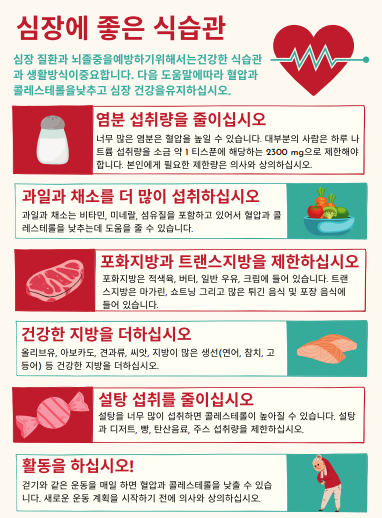 심장에 좋은 식습관
심장 질환과 뇌졸중을예방하기위해서는건강한 식습관
과 생활방식이중요합니다. 다음 도움말에따라 혈압과
콜레스테롤을낮추고 심장 건강을유지하십시오.
염분 섭취량을 줄이십시오
너무 많은 염분은 혈압을 높일 수 있습니다. 대부분의 사람은 하루 나
트륨 섭취량을 소금 약 1 티스푼에 해당하는 2300 mg으로 제한해야
합니다. 본인에게 필요한 제한량은 의사와 상의하십시오.
과일과 채소를 더 많이 섭취하십시오
과일과 채소는 비타민, 미네랄, 섬유질을 포함하고 있어서 혈압과 콜
레스테롤을 낮추는데 도움을 줄 수 있습니다.
포화지방과 트랜스지방을 제한하십시오
포화지방은 적색육, 버터, 일반 우유, 크림에 들어 있습니다. 트랜
스지방은 마가린, 쇼트닝 그리고 많은 튀긴 음식 및 포장 음식에
들어 있습니다.
건강한 지방을 더하십시오
올리브유, 아보카도, 견과류, 씨앗, 지방이 많은 생선(연어, 참치, 고
등어) 등 건강한 지방을 더하십시오.
설탕 섭취를 줄이십시오
설탕을 너무 많이 섭취하면 콜레스테롤이 높아질 수 있습니다. 설탕
과 디저트, 빵, 탄산음료, 주스 섭취량을 제한하십시오.
활동을 하십시오!
걷기와 같은 운동을 매일 하면 혈압과 콜레스테롤을 낮출 수 있습
니다. 새로운 운동 계획을 시작하기 전에 의사와 상의하십시오.